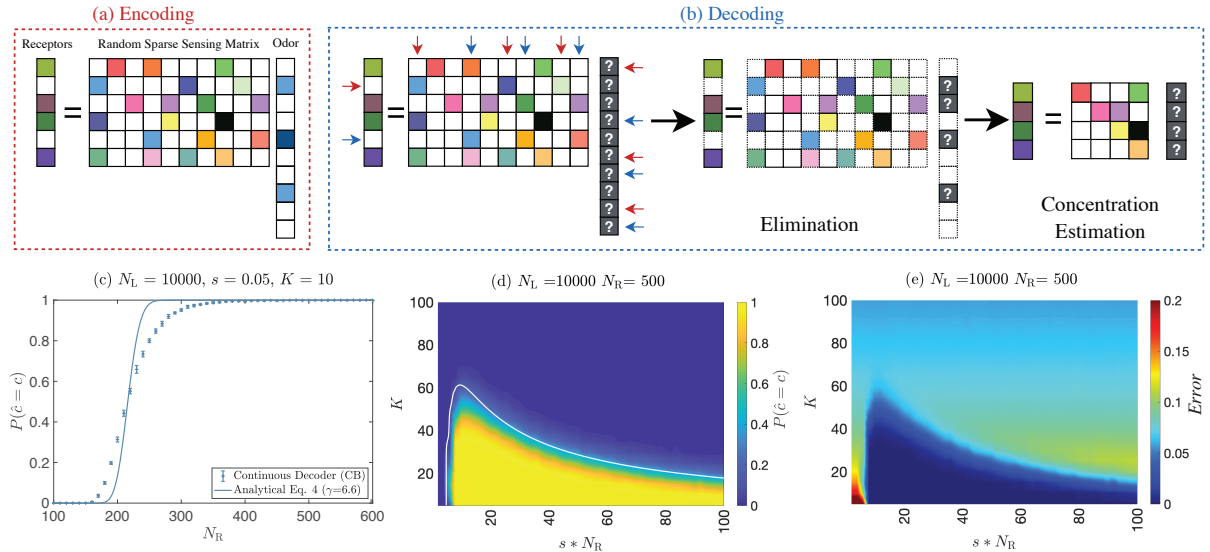 (a) Encoding
(b) Decoding
Receptors
Random Sparse Sensing Matrix
Odor
=
=
?
?
?
?
?
?
?
?
?
?
=
?
?
?
?
=
?
?
?
?
Elimination
Concentration
Estimation
(c) N_L = 10000, s = 0.05, K = 10
1
0.8
0.6
0.4
0.2
0
P(ĉ = c)
100 200 300 400 500 600
N_R
Continuous Decoder (CB)
Analytical Eq. 4 (γ=6.6)
(d) N_L =10000 N_R= 500
100
80
60
40
20
K
20 40 60 80 100
s * N_R
1
0.8
0.6
0.4
0.2
0
P(ĉ = c)
(e) N_L =10000 N_R= 500
100
80
60
40
20
K
20 40 60 80 100
s * N_R
0.2
0.15
0.10
0.05
0
Error